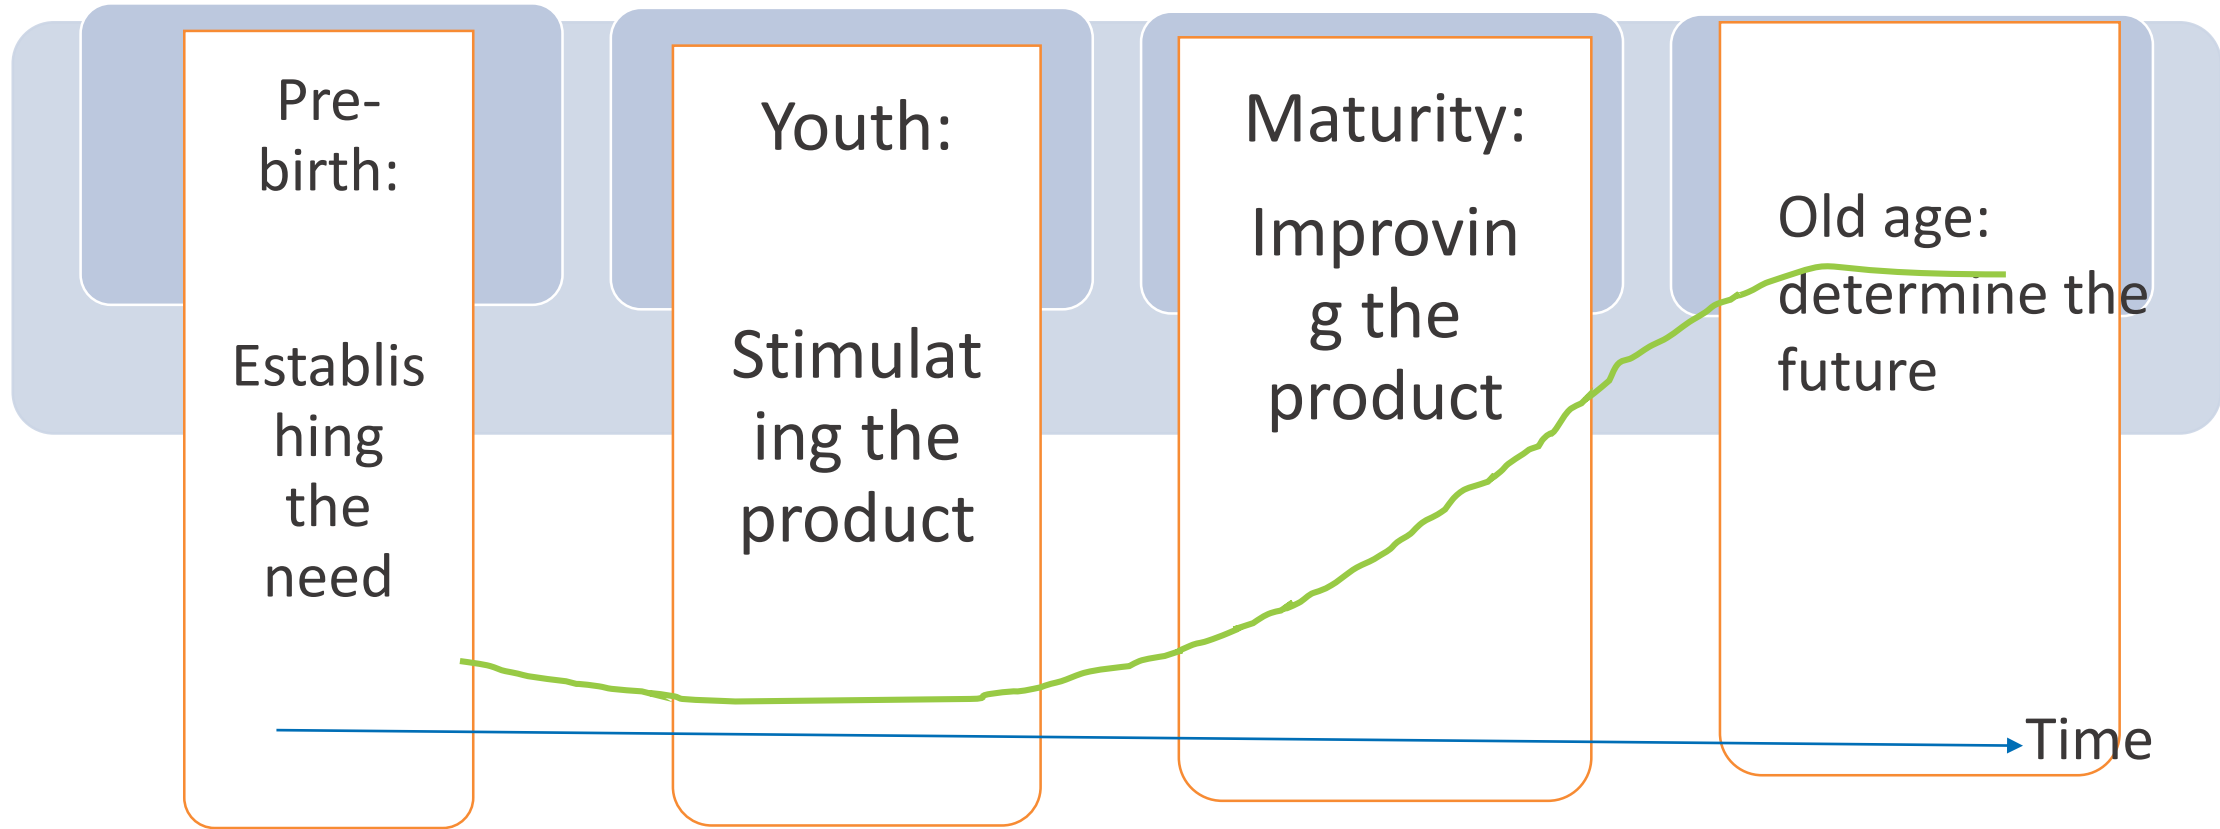 Pre-
birth:
Establis
hing
the
need
Youth:
Stimulat
ing the
product
Maturity:
Improvin
g the
product
Old age:
determine the
future
Time